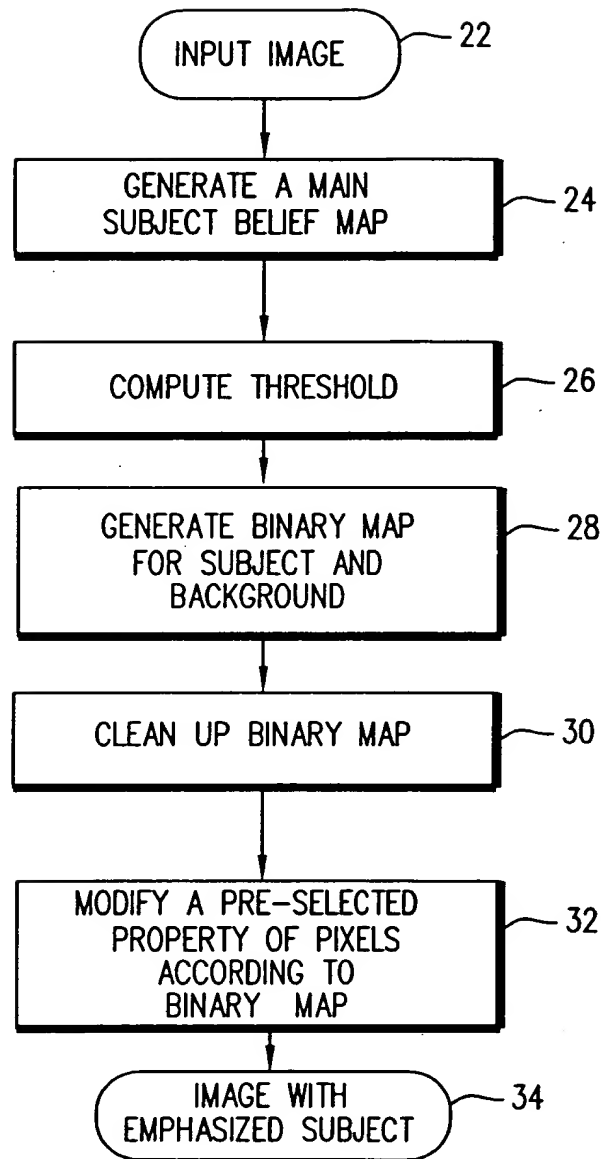 INPUT IMAGE
22
GENERATE A MAIN
SUBJECT BELIEF MAP
24
COMPUTE THRESHOLD
26
GENERATE BINARY MAP
FOR SUBJECT AND
BACKGROUND
28
CLEAN UP BINARY MAP
30
MODIFY A PRE-SELECTED
PROPERTY OF PIXELS
ACCORDING TO
BINARY MAP
32
IMAGE WITH
EMPHASIZED SUBJECT
34